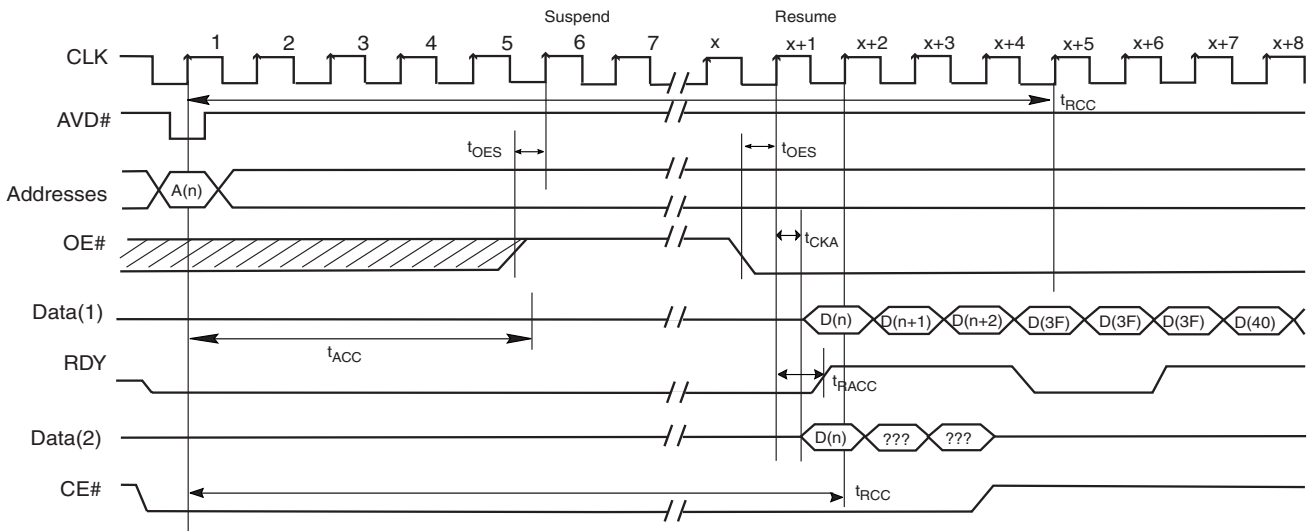 Suspend Resume
CLK 1 2 3 4 5 6 7 x x+1 x+2 x+3 x+4 x+5 x+6 x+7 x+8
tRCC
AVD#
tOES tOES
Addresses A(n)
OE# tCKA
Data(1) D(n) D(n+1) D(n+2) D(3F) D(3F) D(3F) D(40)
tACC
RDY tRACC
Data(2) D(n) ??? ???
CE# tRCC